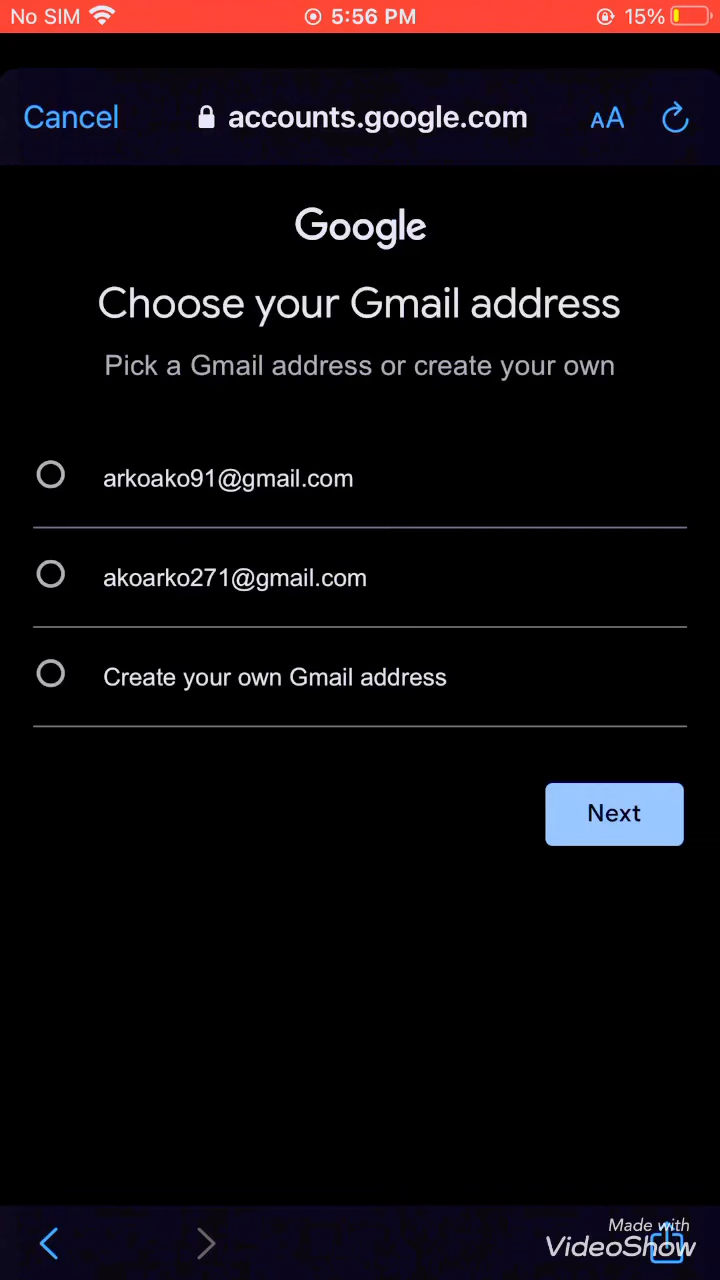 No SIM 5:56 PM 15%
Cancel accounts.google.com AA
Google
Choose your Gmail address
Pick a Gmail address or create your own
arkoako91@gmail.com
akoarko271@gmail.com
Create your own Gmail address
Next
Made with
VideoShow